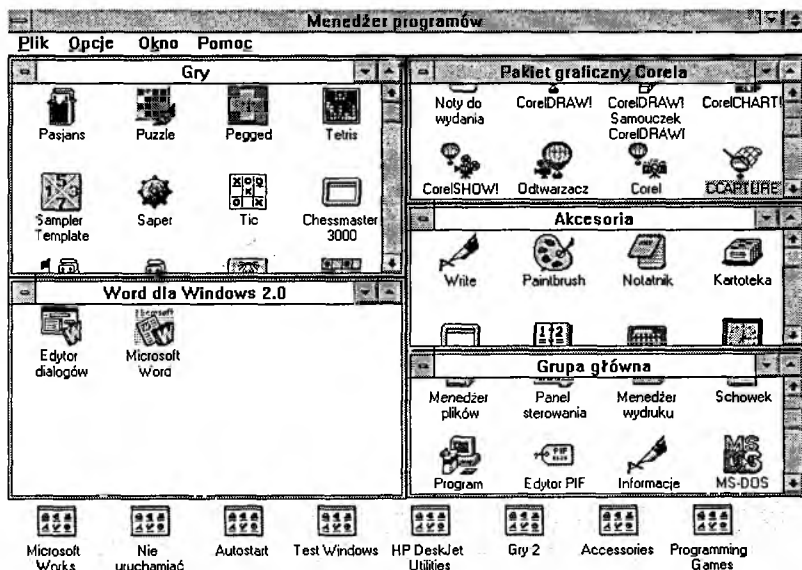 Menedżer programów
Plik Opcje Okno Pomoc
Gry
Pasjans Puzzle Pegged Tetris
Sampler Template Saper Tic Chessmaster 3000
Word dla Windows 2.0
Edytor dialogów
Microsoft Word
Pakiet graficzny Corela
Noty do wydania
CorelDRAW!
CorelDRAW! Samouczek CorelDRAW!
CorelCHART!
CorelSHOW! Odtwarzacz Corel CCAPTURE
Akcesoria
Write Paintbrush Notatnik Kartoteka
Grupa główna
Menedżer plików
Panel sterowania
Menedżer wydruku
Schowek
Program Edytor PIF Informacje MS-DOS
Microsoft Works
Nie uruchamiać
Autostart
Test Windows
HP DeskJet Utilities
Gry 2
Accessories
Programming Games